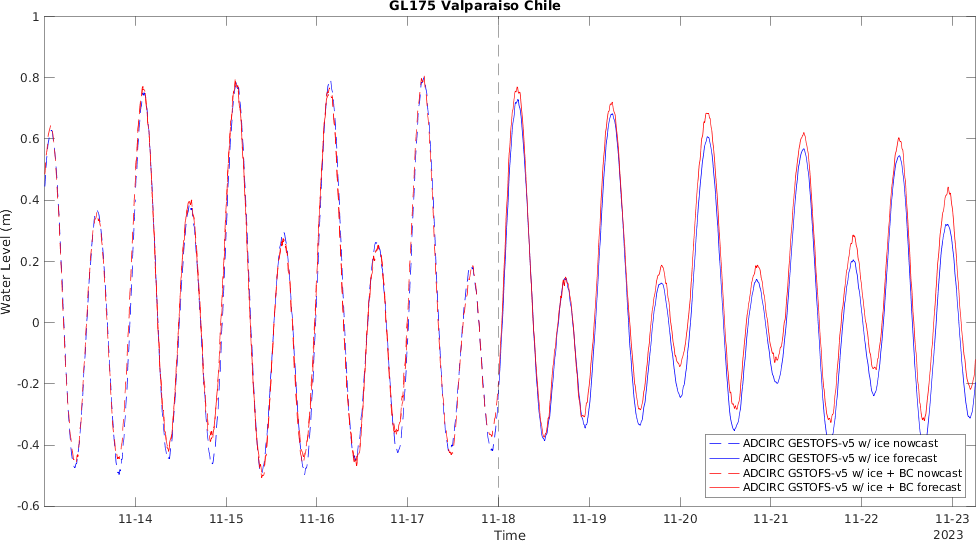 GL175 Valparaiso Chile
1
0.8
0.6
0.4
0.2
0
-0.2
-0.4
-0.6
Water Level (m)
ADCIRC GESTOFS-v5 w/ ice nowcast
ADCIRC GESTOFS-v5 w/ ice forecast
ADCIRC GSTOFS-v5 w/ ice + BC nowcast
ADCIRC GSTOFS-v5 w/ ice + BC forecast
11-14 11-15 11-16 11-17 11-18 11-19 11-20 11-21 11-22 11-23
Time
2023